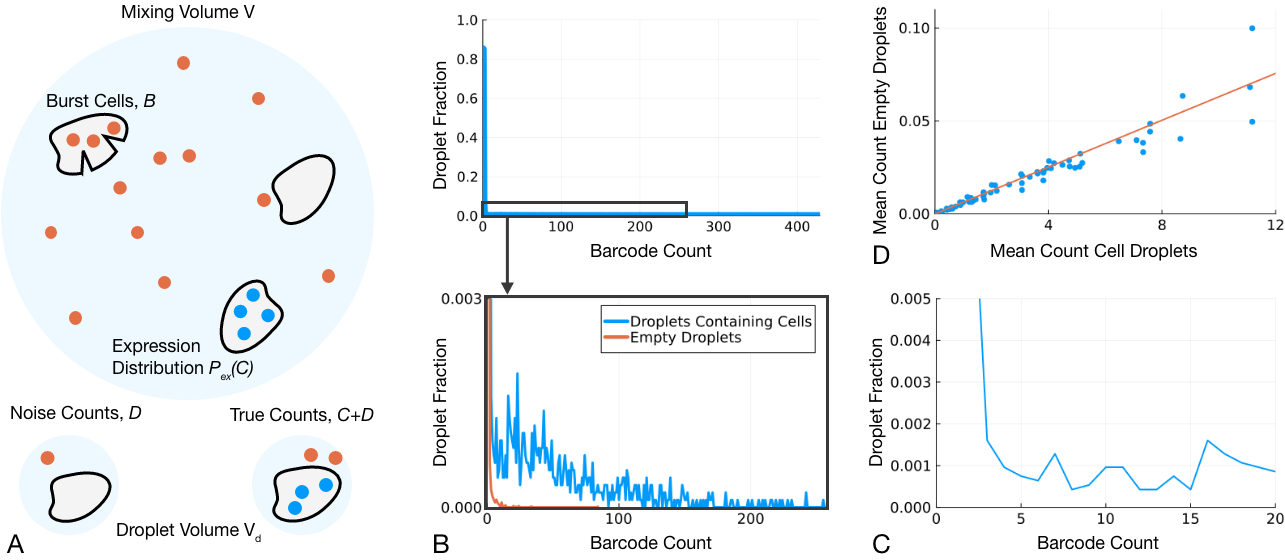 Mixing Volume V
Burst Cells, B
Expression
Distribution Pex(C)
Noise Counts, D
True Counts, C+D
Droplet Volume Vd
A
1.0
0.8
0.6
0.4
0.2
0.0
0 100 200 300 400
Droplet Fraction
Barcode Count
0.003
0.000
0 100 200
Droplet Fraction
Droplets Containing Cells
Empty Droplets
Barcode Count
B
0.10
0.05
0.00
0 4 8 12
Mean Count Empty Droplets
Mean Count Cell Droplets
D
0.005
0.004
0.003
0.002
0.001
0.000
0 5 10 15 20
Droplet Fraction
Barcode Count
C